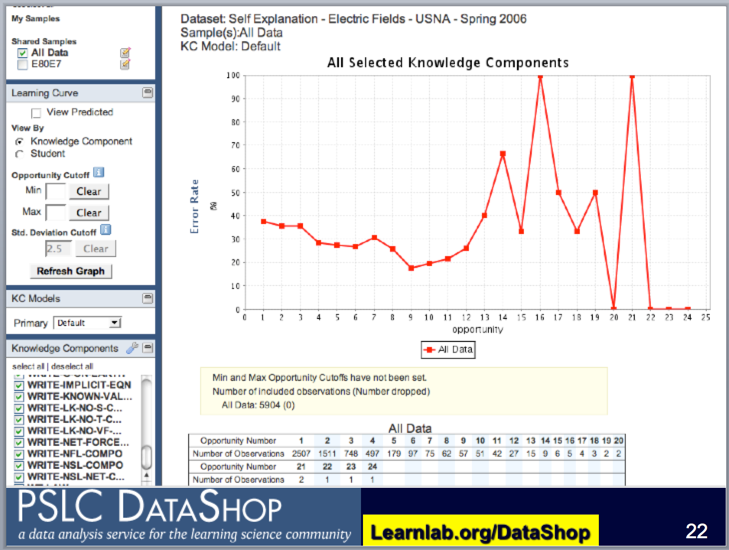 My Samples
Shared Samples
All Data
E80E7
Learning Curve
View Predicted
View By
Knowledge Component
Student
Opportunity Cutoff
Min Clear
Max Clear
Std. Deviation Cutoff
2.5 Clear
Refresh Graph
KC Models
Primary Default
Knowledge Components
select all | deselect all
WRITE-IMPLICIT-EQN
WRITE-KNOWN-VAL...
WRITE-LK-NO-S-C...
WRITE-LK-NO-T-C...
WRITE-LK-NO-VF-...
WRITE-NET-FORCE...
WRITE-NFL-COMPO
WRITE-NSL-COMPO
WRITE-NSL-NET-C...
Dataset: Self Explanation - Electric Fields - USNA - Spring 2006
Sample(s):All Data
KC Model: Default
All Selected Knowledge Components
100
90
80
70
60
50
40
30
20
10
0
Error Rate
%
0 1 2 3 4 5 6 7 8 9 10 11 12 13 14 15 16 17 18 19 20 21 22 23 24 25
opportunity
All Data
Min and Max Opportunity Cutoffs have not been set.
Number of included observations (Number dropped)
All Data: 5904 (0)
All Data
Opportunity Number 1 2 3 4 5 6 7 8 9 10 11 12 13 14 15 16 17 18 19 20
Number of Observations 2507 1511 748 497 179 97 75 62 57 51 42 27 15 9 6 5 4 3 2 2
Opportunity Number 21 22 23 24
Number of Observations 2 1 1 1
PSLC DATASHOP
a data analysis service for the learning science community
Learnlab.org/DataShop
22